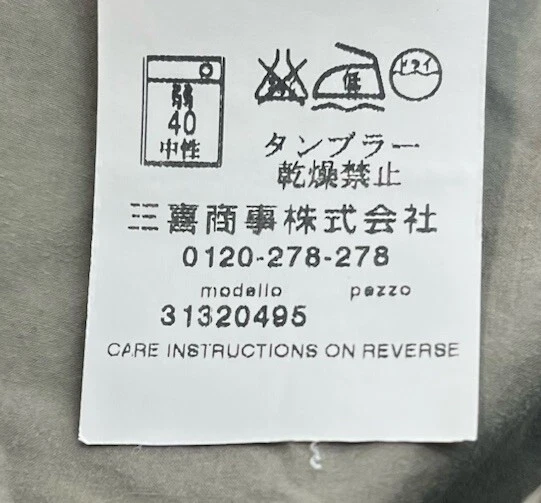 弱
40
中性
低
ドライ
タンブラー
乾燥禁止
三喜商事株式会社
0120-278-278
modello pezzo
31320495
CARE INSTRUCTIONS ON REVERSE